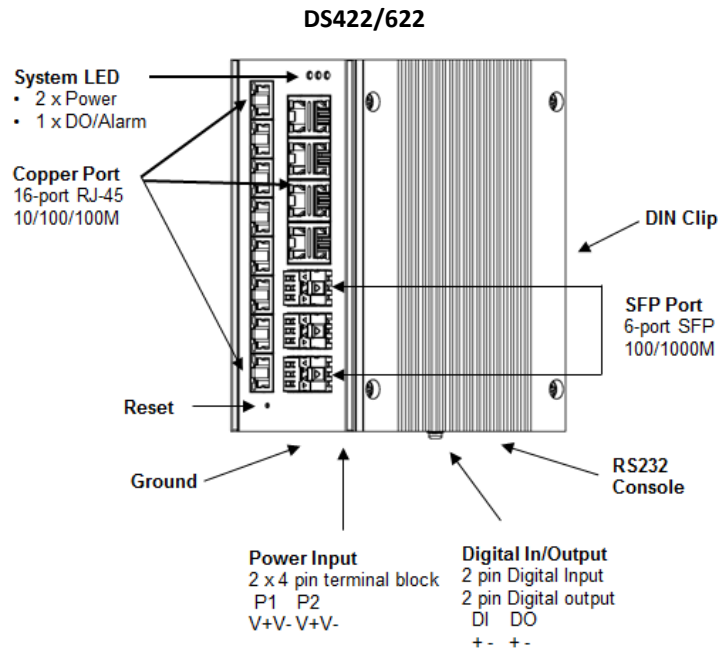 DS422/622
System LED
• 2 x Power
• 1 x DO/Alarm
Copper Port
16-port RJ-45
10/100/100M
DIN Clip
SFP Port
6-port SFP
100/1000M
Reset
Ground
RS232
Console
Power Input
2 x 4 pin terminal block
P1 P2
V+V- V+V-
Digital In/Output
2 pin Digital Input
2 pin Digital output
DI DO
+ - + -